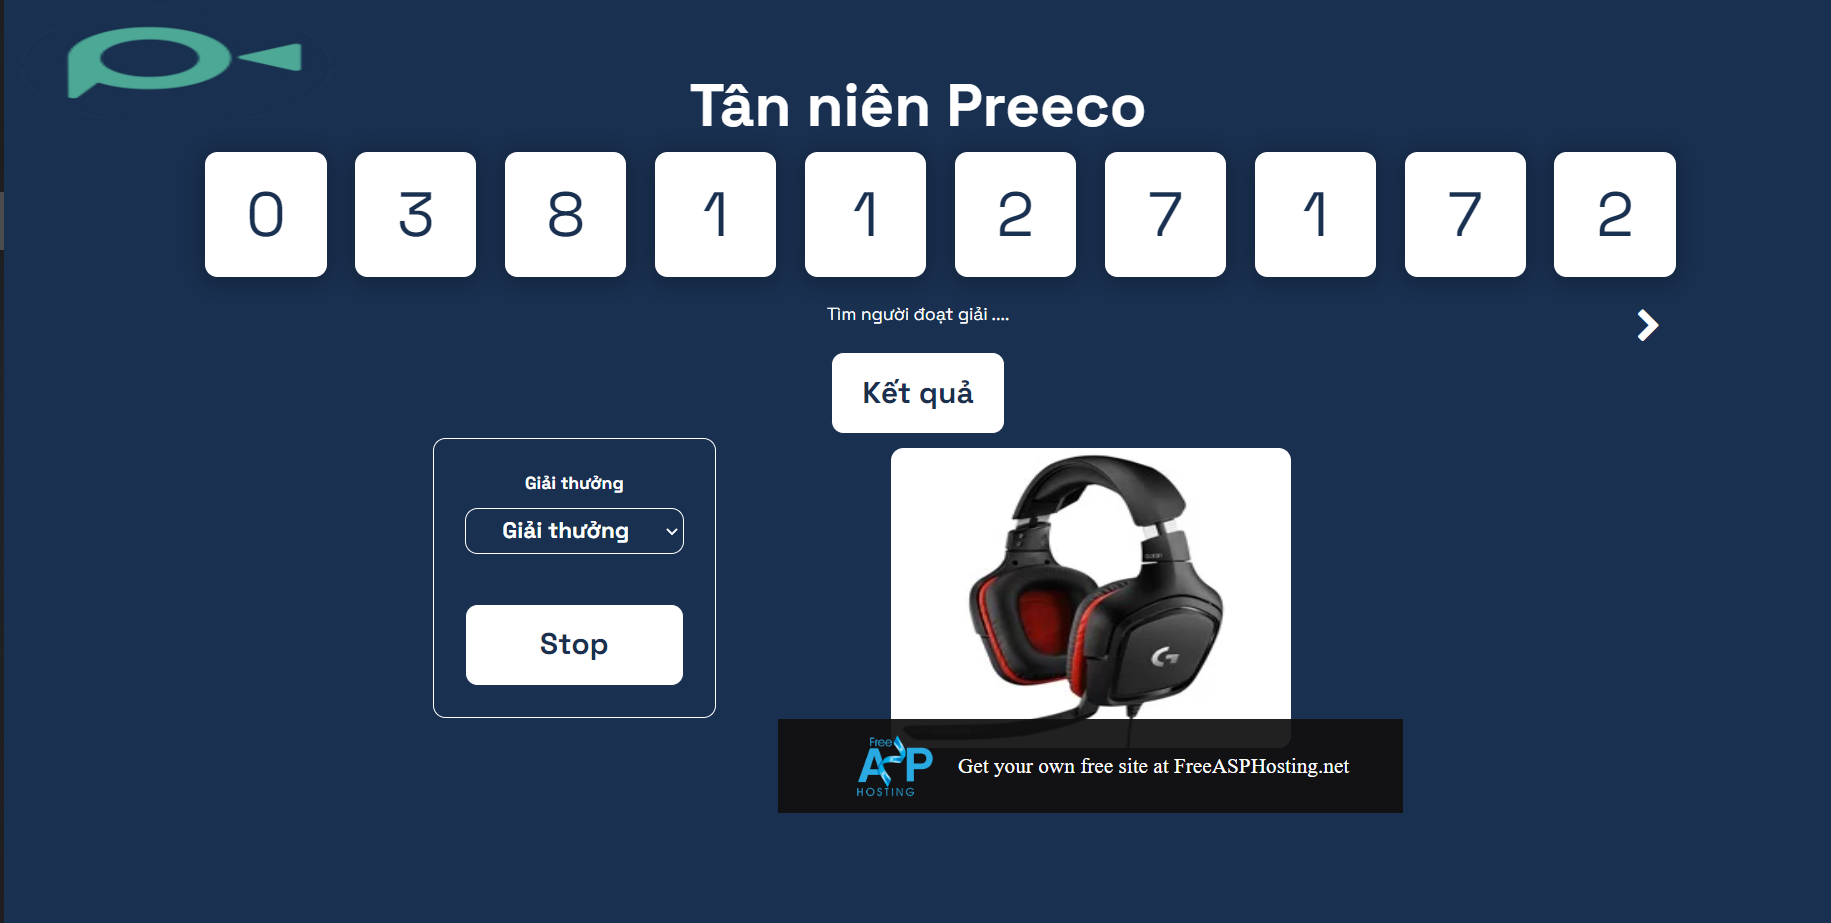 Tân niên Preeco
0 3 8 1 1 2 7 1 7 2
Tìm người đoạt giải ....
Kết quả
Giải thưởng
Giải thưởng
Stop
G
Free
ASP
HOSTING
Get your own free site at FreeASPHosting.net